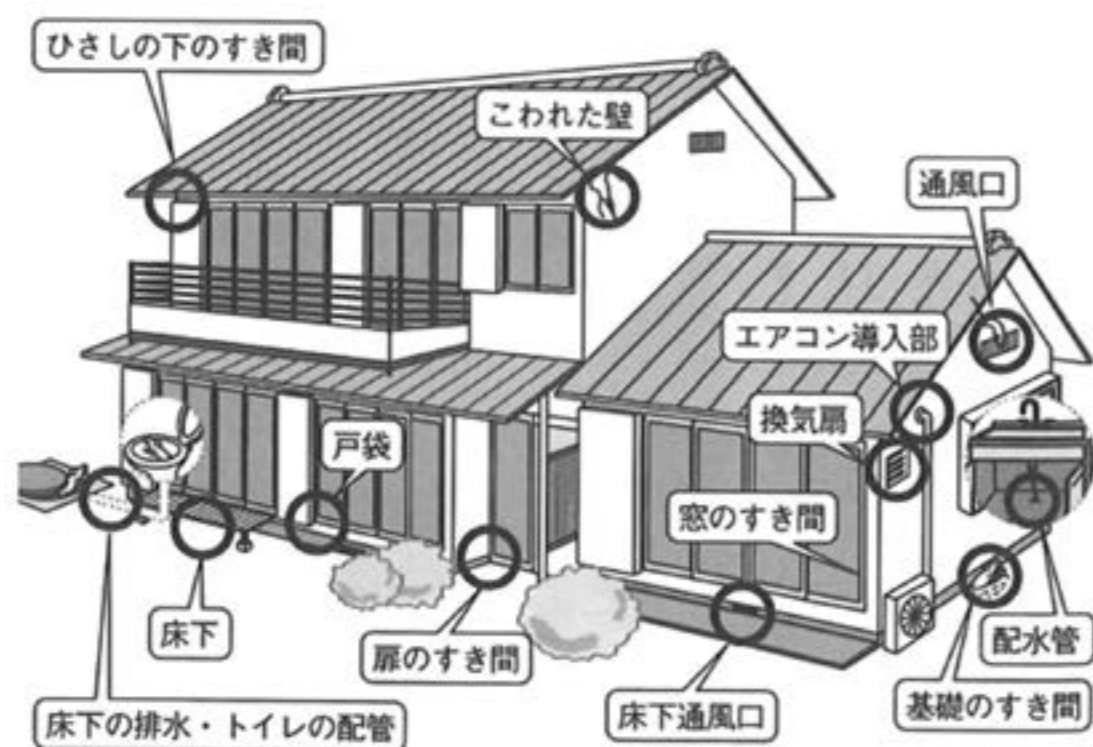 ひさしの下のすき間
こわれた壁
通風口
エアコン導入部
換気扇
戸袋
窓のすき間
床下
扉のすき間
配水管
床下の排水・トイレの配管
床下通風口
基礎のすき間